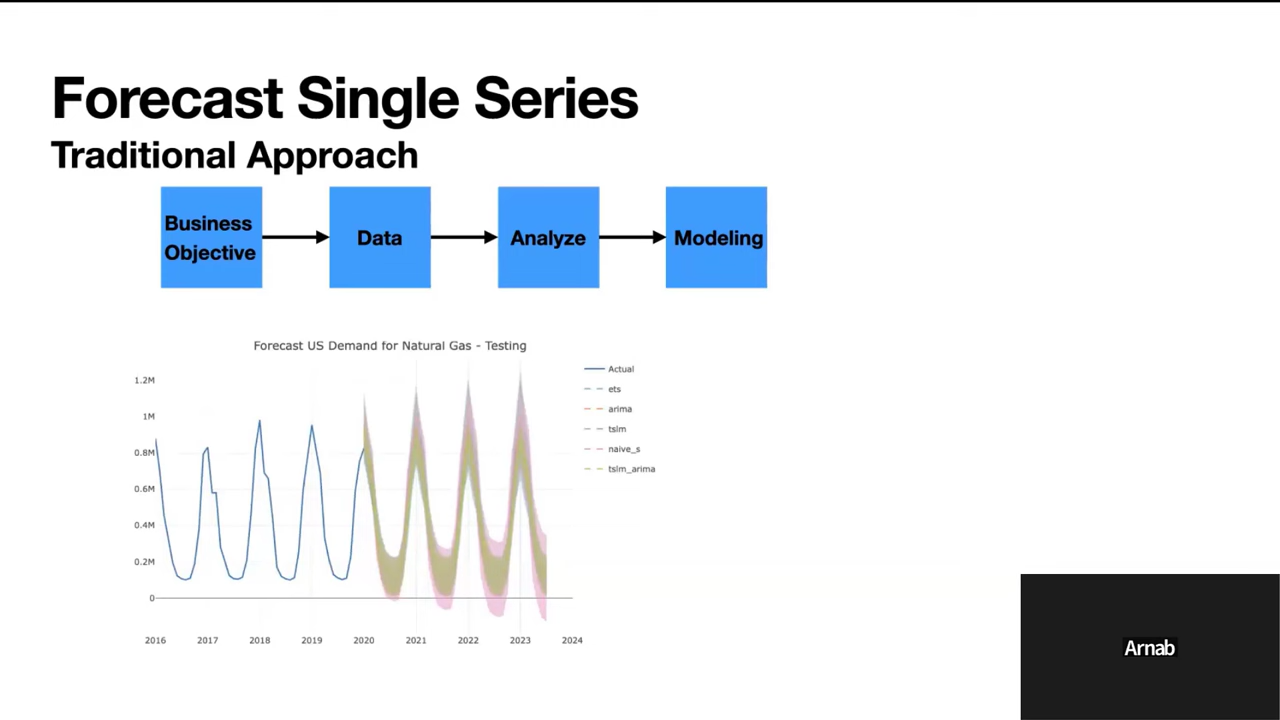 Forecast Single Series
Traditional Approach
Business
Objective
Data
Analyze
Modeling
Forecast US Demand for Natural Gas - Testing
1.2M
1M
0.8M
0.6M
0.4M
0.2M
0
2016 2017 2018 2019 2020 2021 2022 2023 2024
Actual
ets
arima
tslm
naive_s
tslm_arima
Arnab